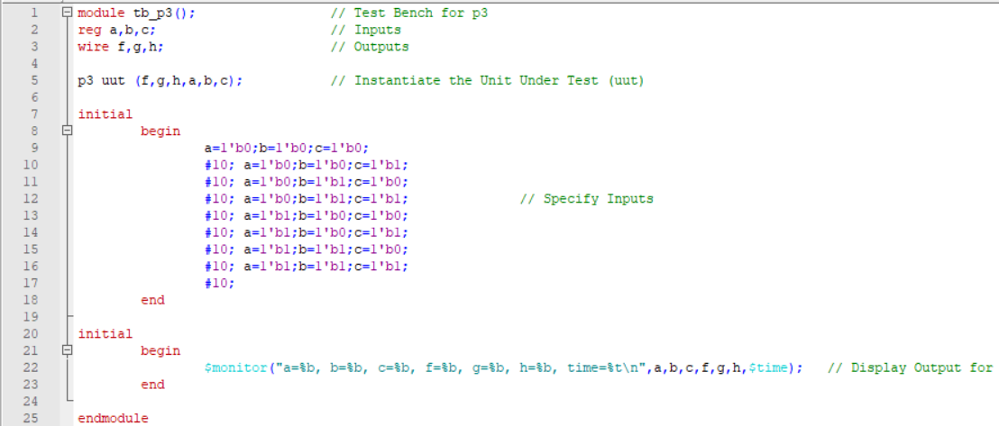 1 module tb_p3(); // Test Bench for p3
2 reg a,b,c; // Inputs
3 wire f,g,h; // Outputs
4
5 p3 uut (f,g,h,a,b,c); // Instantiate the Unit Under Test (uut)
6
7 initial
8 begin
9 a=1'b0;b=1'b0;c=1'b0;
10 #10; a=1'b0;b=1'b0;c=1'b1;
11 #10; a=1'b0;b=1'b1;c=1'b0;
12 #10; a=1'b0;b=1'b1;c=1'b1; // Specify Inputs
13 #10; a=1'b1;b=1'b0;c=1'b0;
14 #10; a=1'b1;b=1'b0;c=1'b1;
15 #10; a=1'b1;b=1'b1;c=1'b0;
16 #10; a=1'b1;b=1'b1;c=1'b1;
17 #10;
18 end
19
20 initial
21 begin
22 $monitor("a=%b, b=%b, c=%b, f=%b, g=%b, h=%b, time=%t\n",a,b,c,f,g,h,$time); // Display Output for
23 end
24
25 endmodule